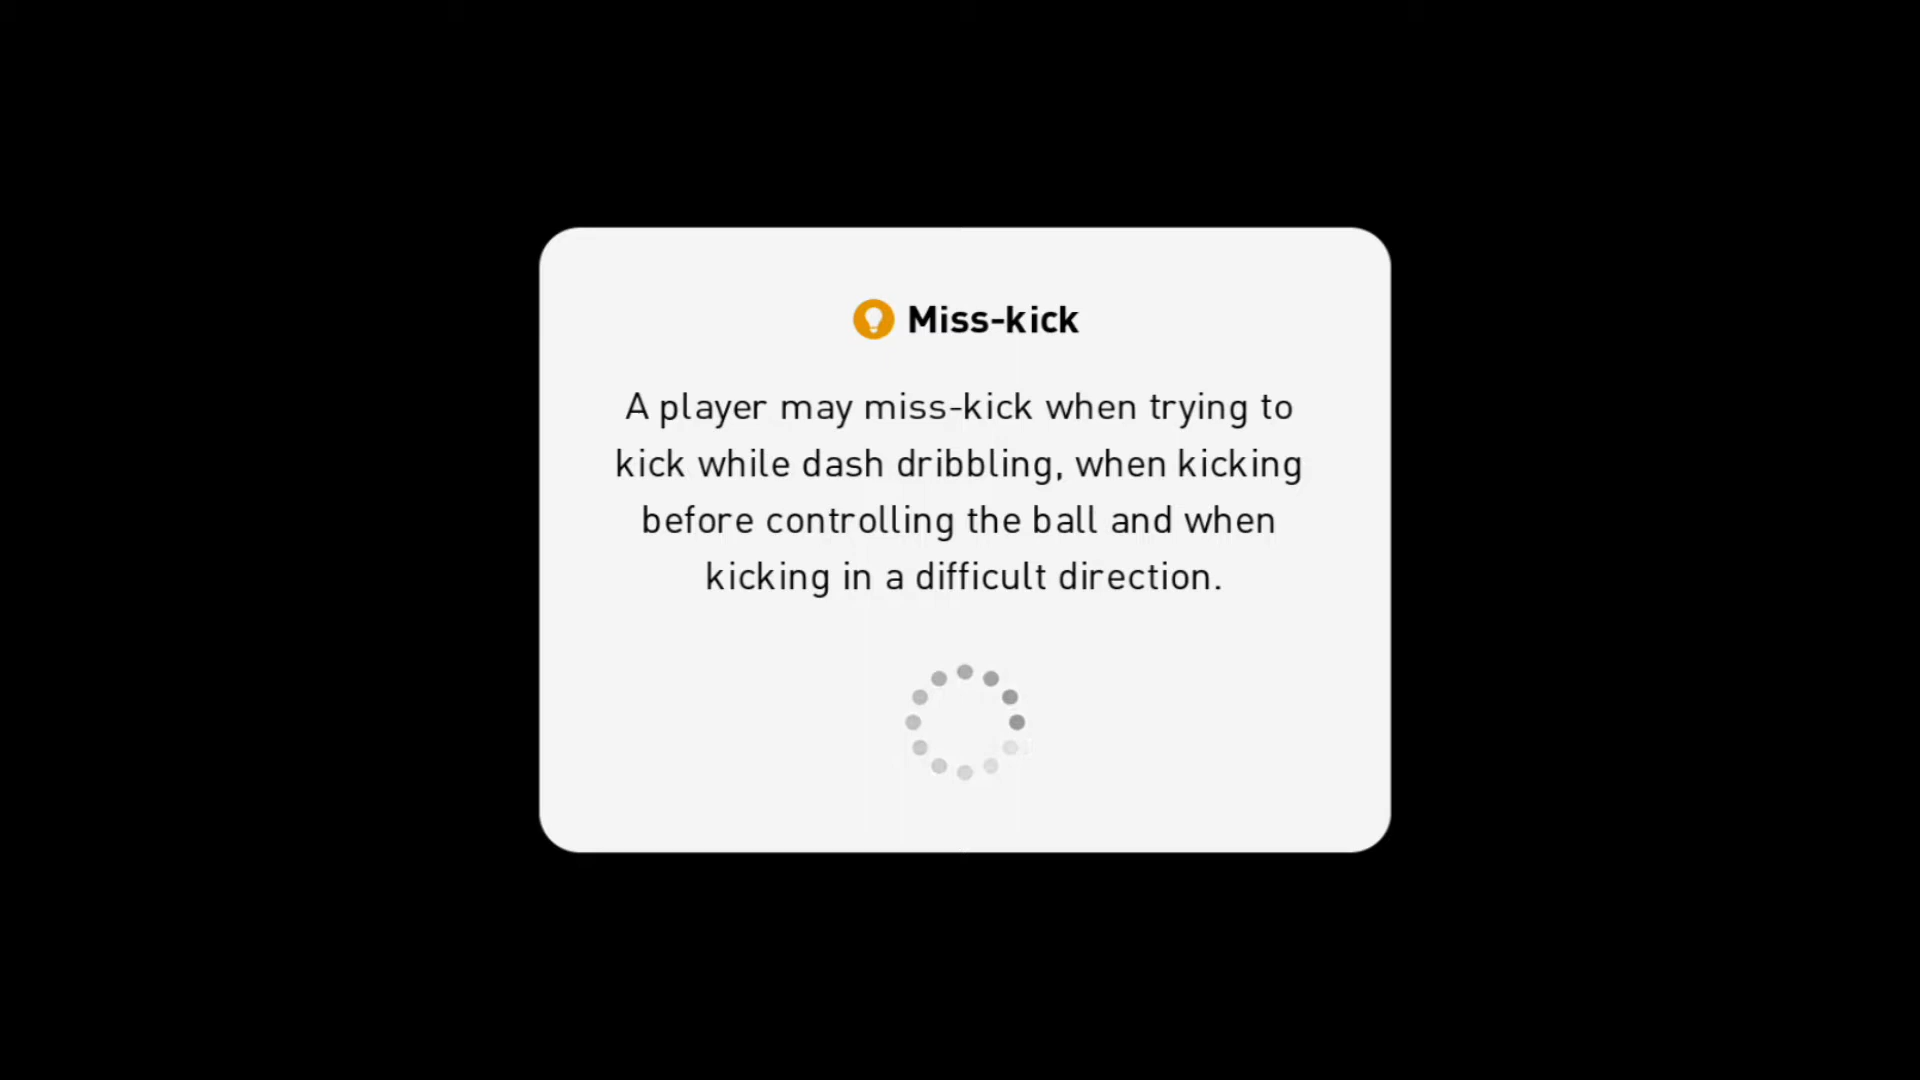 Miss-kick
A player may miss-kick when trying to
kick while dash dribbling, when kicking
before controlling the ball and when
kicking in a difficult direction.